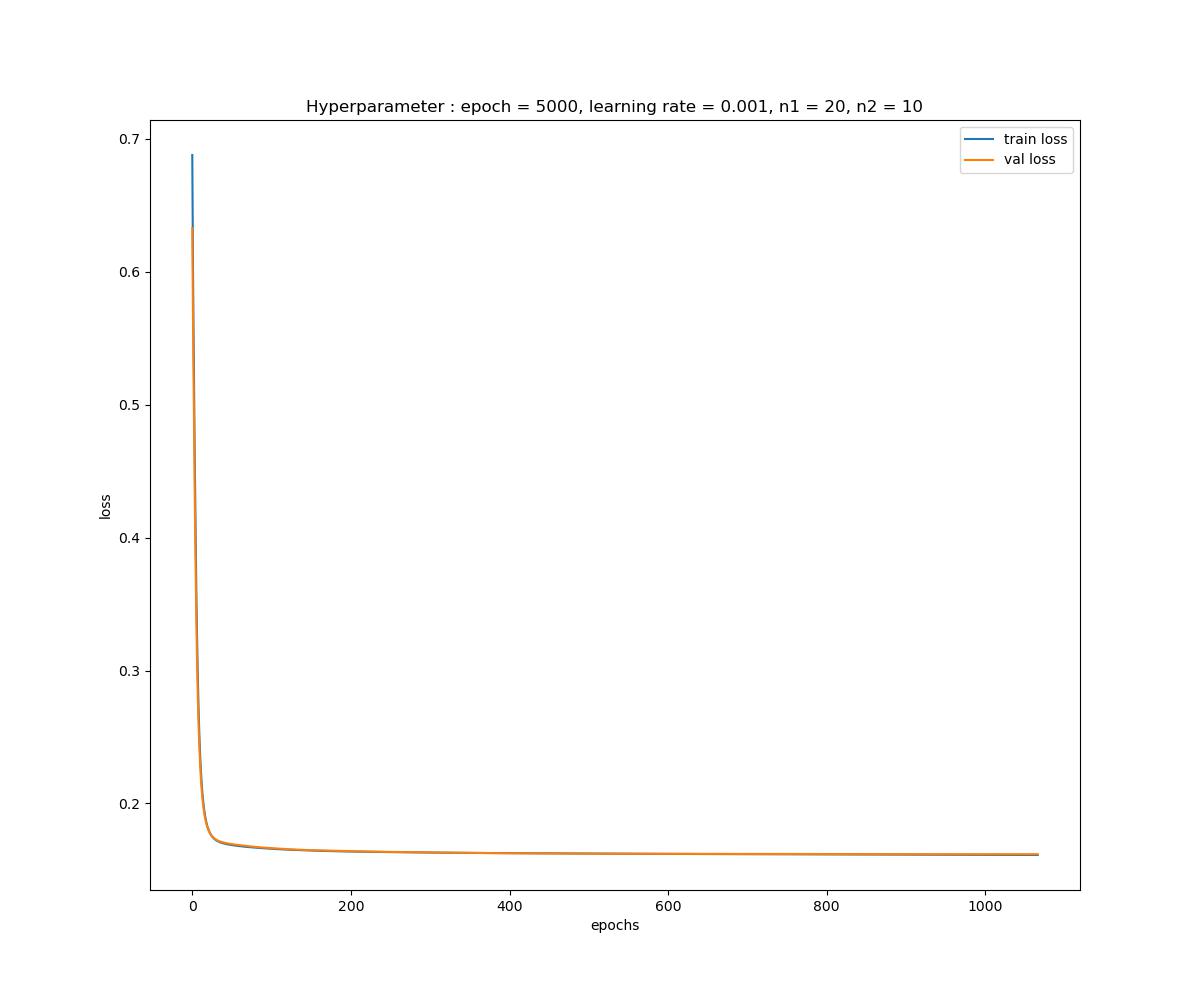 Hyperparameter : epoch = 5000, learning rate = 0.001, n1 = 20, n2 = 10
train loss
val loss
0.7
0.6
0.5
0.4
0.3
0.2
loss
0 200 400 600 800 1000
epochs